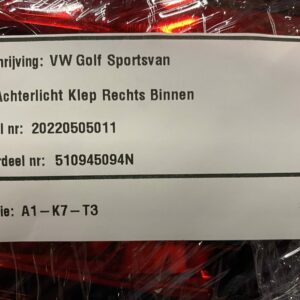 hrijving: VW Golf Sportsvan
Achterlicht Klep Rechts Binnen
l nr: 20220505011
rdeel nr: 510945094N
ie: A1-K7-T3